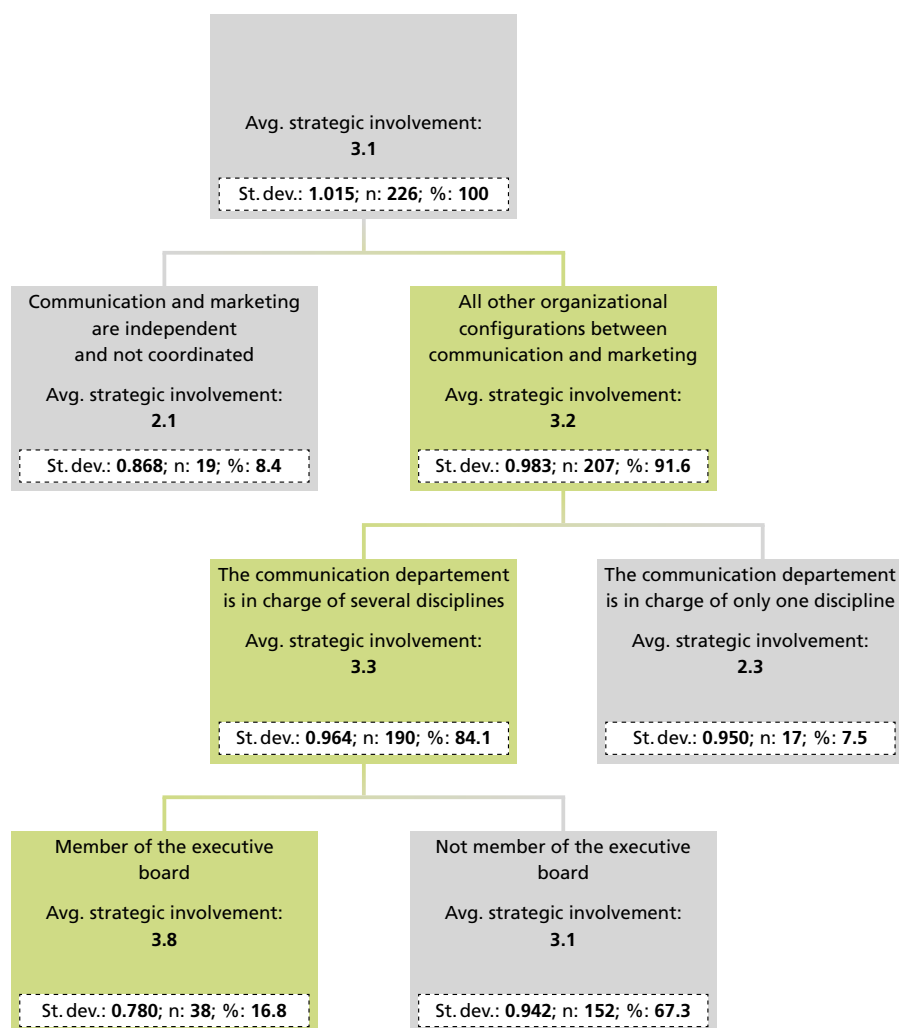 Avg. strategic involvement:
3.1
St. dev.: 1.015; n: 226; %: 100
Communication and marketing
are independent
and not coordinated
Avg. strategic involvement:
2.1
St. dev.: 0.868; n: 19; %: 8.4
All other organizational
configurations between
communication and marketing
Avg. strategic involvement:
3.2
St. dev.: 0.983; n: 207; %: 91.6
The communication departement
is in charge of several disciplines
Avg. strategic involvement:
3.3
St. dev.: 0.964; n: 190; %: 84.1
The communication departement
is in charge of only one discipline
Avg. strategic involvement:
2.3
St. dev.: 0.950; n: 17; %: 7.5
Member of the executive
board
Avg. strategic involvement:
3.8
St. dev.: 0.780; n: 38; %: 16.8
Not member of the executive
board
Avg. strategic involvement:
3.1
St. dev.: 0.942; n: 152; %: 67.3